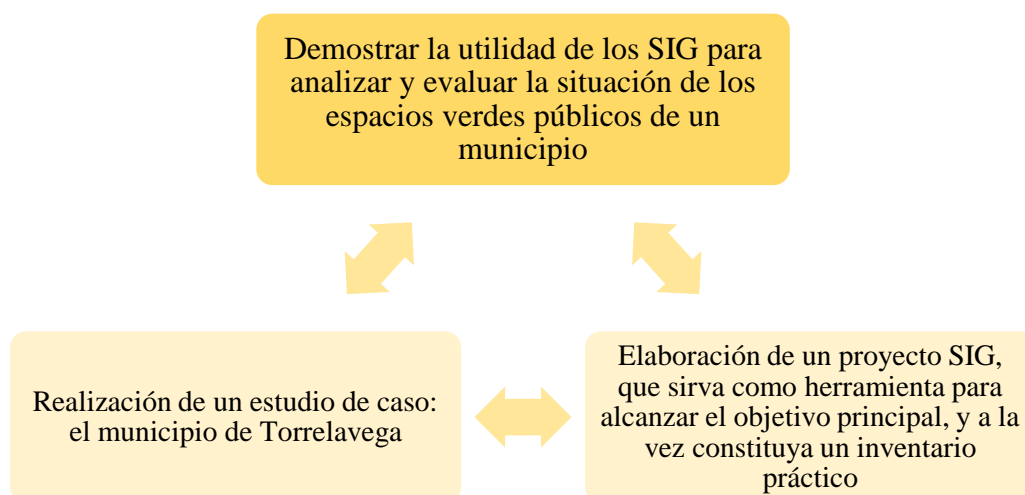 Demostrar la utilidad de los SIG para
analizar y evaluar la situación de los
espacios verdes públicos de un
municipio
Realización de un estudio de caso:
el municipio de Torrelavega
Elaboración de un proyecto SIG,
que sirva como herramienta para
alcanzar el objetivo principal, y a la
vez constituya un inventario
práctico